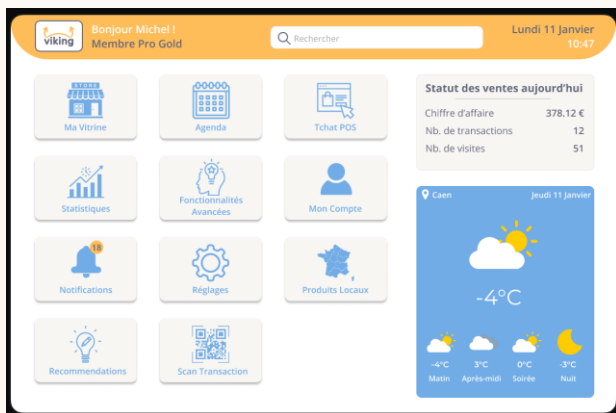 viking
Bonjour Michel !
Membre Pro Gold
Rechercher
Lundi 11 Janvier
10:47
STORE
Ma Vitrine
Agenda
Tchat POS
Statistiques
Fonctionnalités
Avancées
Mon Compte
18
Notifications
Réglages
Produits Locaux
Recommendations
Scan Transaction
Statut des ventes aujourd’hui
Chiffre d’affaire 378.12 €
Nb. de transactions 12
Nb. de visites 51
Caen Jeudi 11 Janvier
-4°C
-4°C 3°C 0°C -3°C
Matin Après-midi Soirée Nuit